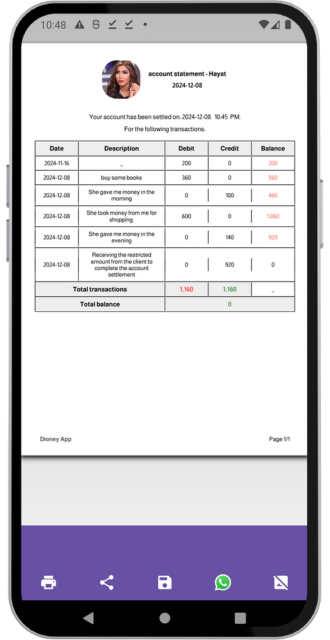 10:48
account statement - Hayat
2024-12-08
Your account has been settled on: 2024-12-08 10:45 PM.
For the following transactions.
Date Description Debit Credit Balance
2024-11-16 _ 200 0 200
2024-12-08 buy some books 360 0 560
2024-12-08 She gave me money in the morning 0 100 460
2024-12-08 She took money from me for shopping. 600 0 1,060
2024-12-08 She gave me money in the evening 0 140 920
2024-12-08 Receiving the restricted amount from the client to complete the account settlement 0 920 0
Total transactions 1,160 1,160 _
Total balance 0
Dioney App Page 1/1